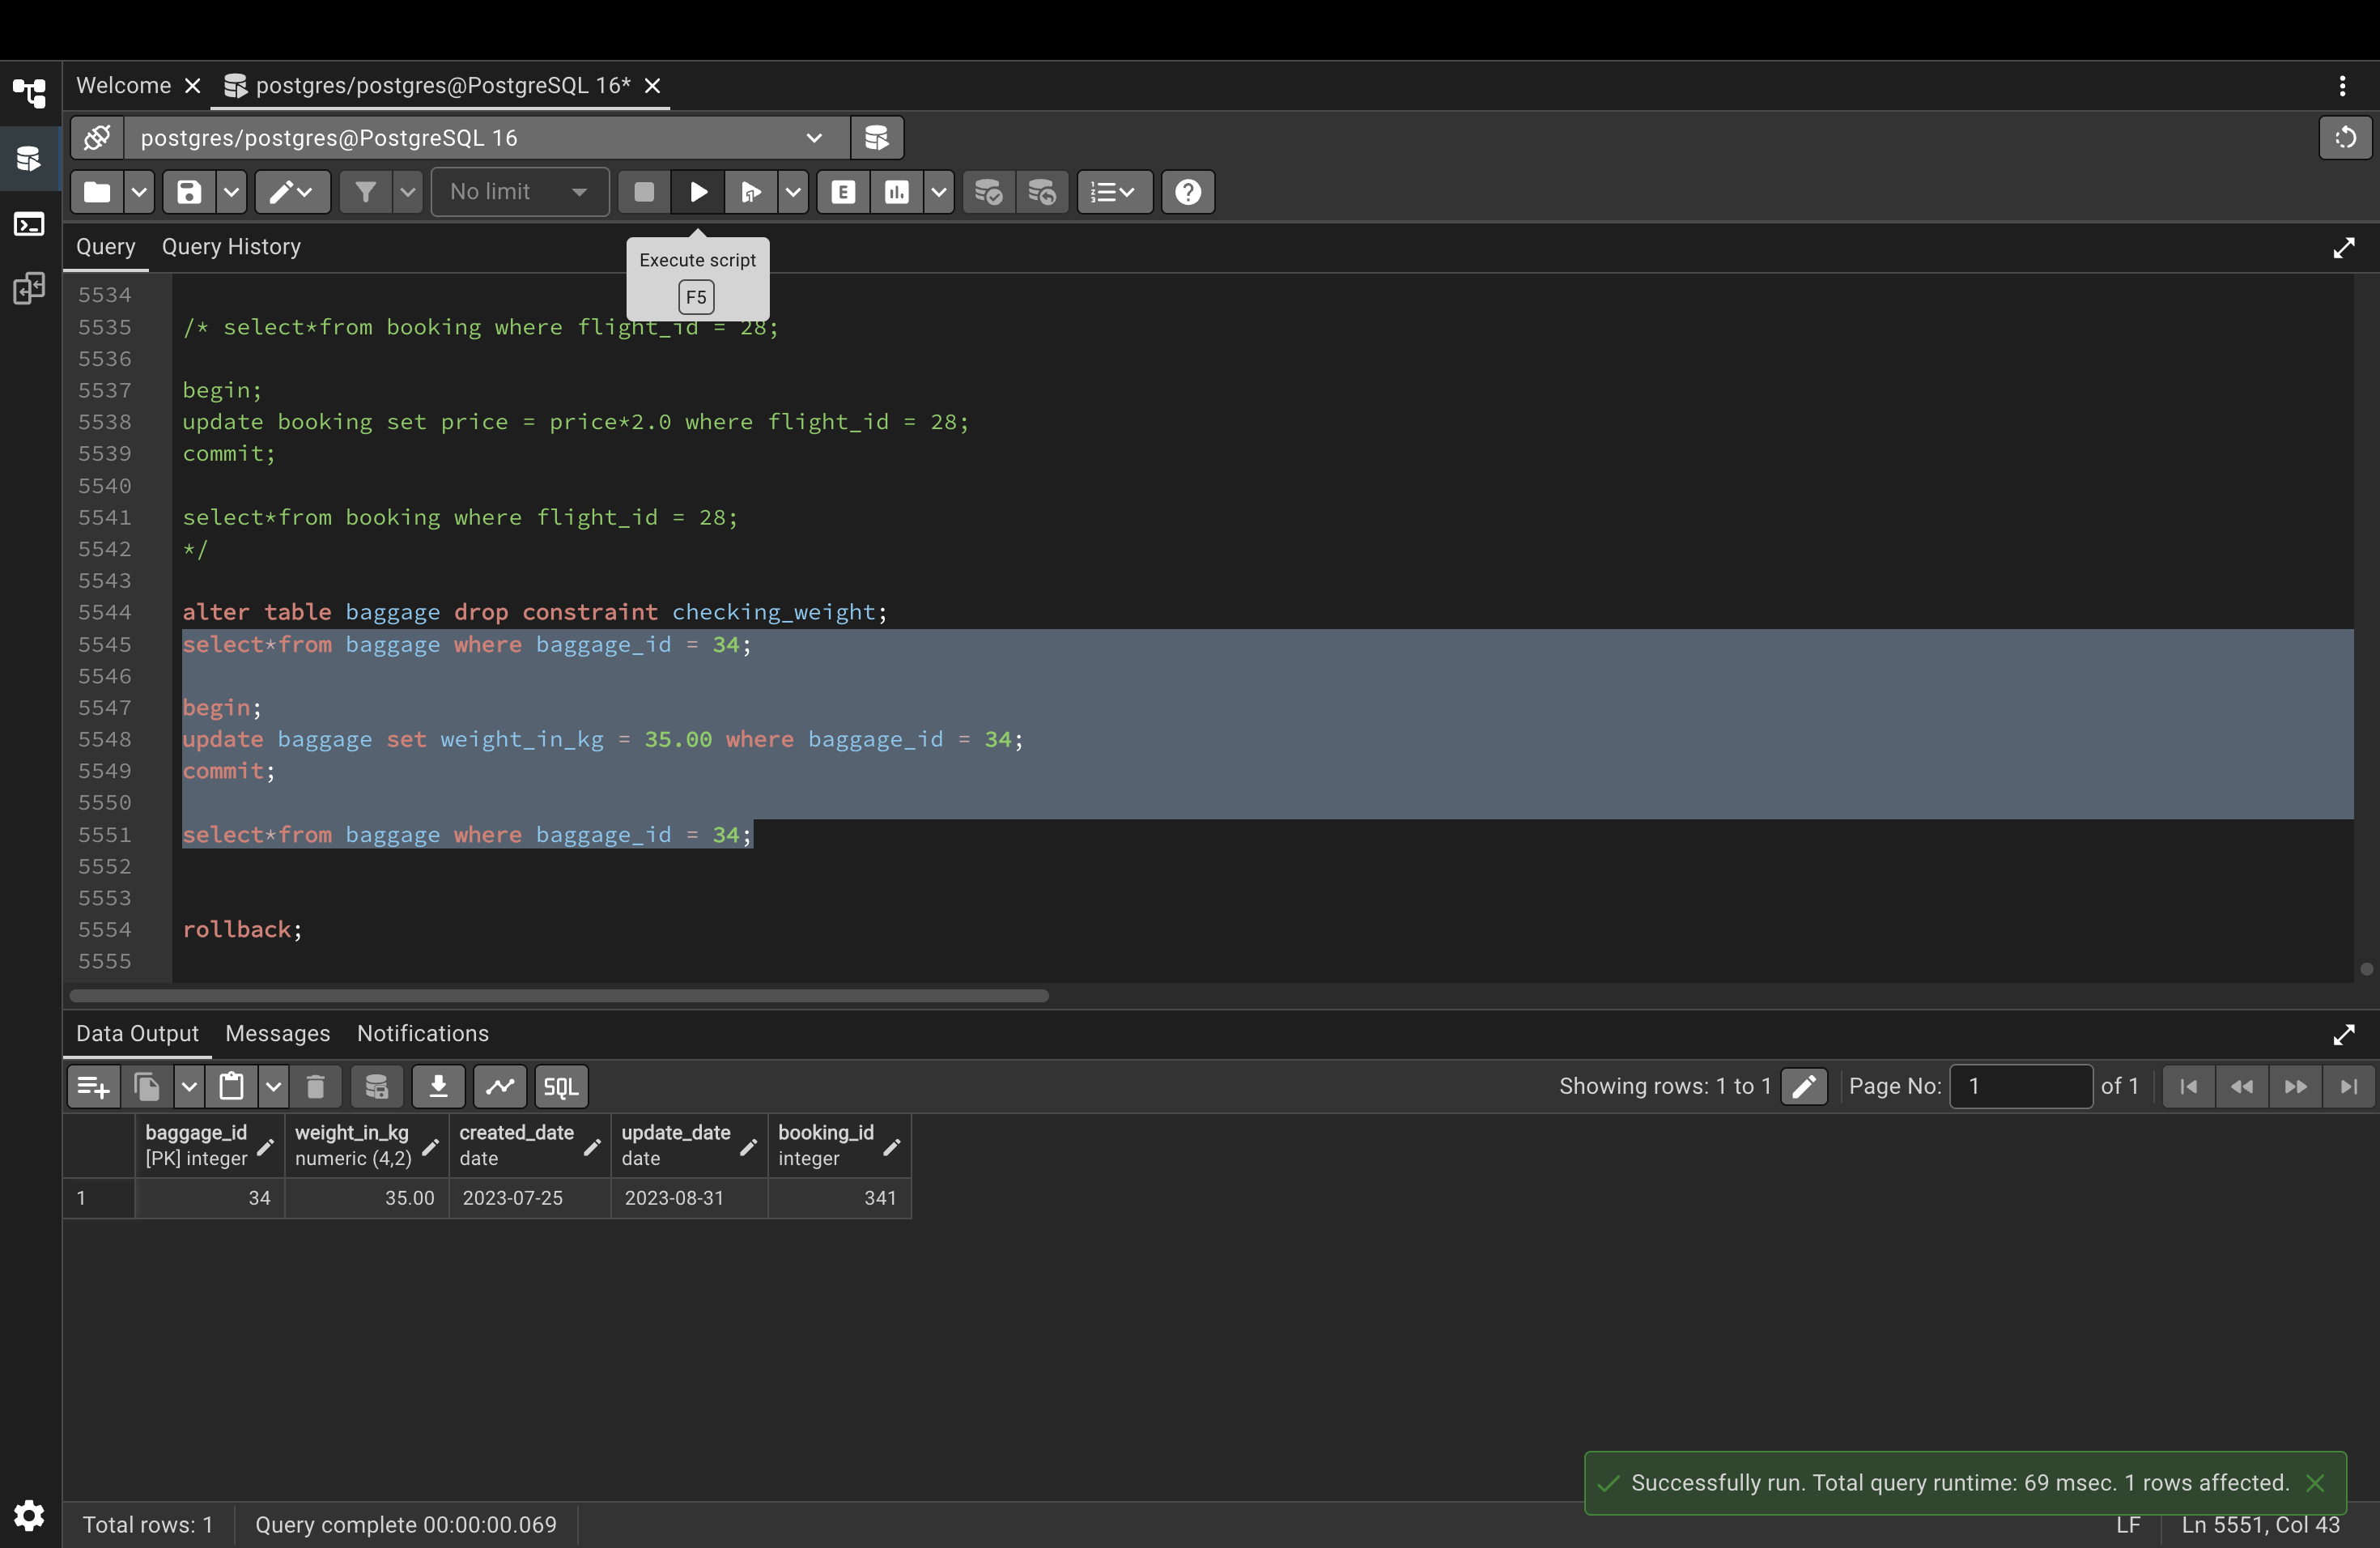 Welcome
postgres/postgres@PostgreSQL 16*
postgres/postgres@PostgreSQL 16
No limit
E
Query
Query History
Execute script
F5
5534
5535 /* select*from booking where flight_id = 28;
5536
5537 begin;
5538 update booking set price = price*2.0 where flight_id = 28;
5539 commit;
5540
5541 select*from booking where flight_id = 28;
5542 */
5543
5544 alter table baggage drop constraint checking_weight;
5545 select*from baggage where baggage_id = 34;
5546
5547 begin;
5548 update baggage set weight_in_kg = 35.00 where baggage_id = 34;
5549 commit;
5550
5551 select*from baggage where baggage_id = 34;
5552
5553
5554 rollback;
5555
Data Output Messages Notifications
SQL
Showing rows: 1 to 1
Page No: 1 of 1
baggage_id weight_in_kg created_date update_date booking_id
[PK] integer numeric (4,2) date date integer
1 34 35.00 2023-07-25 2023-08-31 341
Successfully run. Total query runtime: 69 msec. 1 rows affected.
Total rows: 1 Query complete 00:00:00.069 LF Ln 5551, Col 43